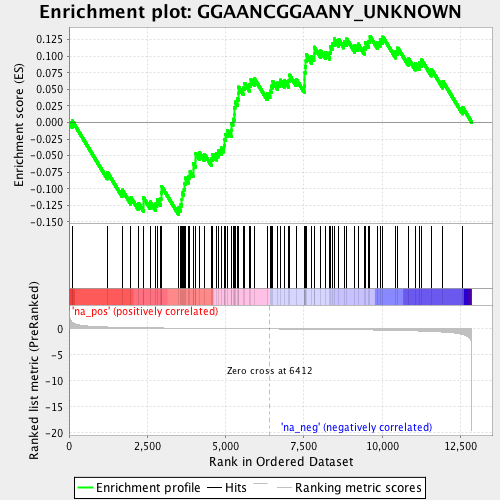 Enrichment plot: GGAANCGGAANY_UNKNOWN
Enrichment score (ES)
0.125
0.100
0.075
0.050
0.025
0.000
-0.025
-0.050
-0.075
-0.100
-0.125
-0.150
'na_pos' (positively correlated)
Ranked list metric (PreRanked)
0
-5
-10
-15
-20
Zero cross at 6412
'na_neg' (negatively correlated)
0
2,500
5,000
7,500
10,000
12,500
Rank in Ordered Dataset
Enrichment profile
Hits
Ranking metric scores